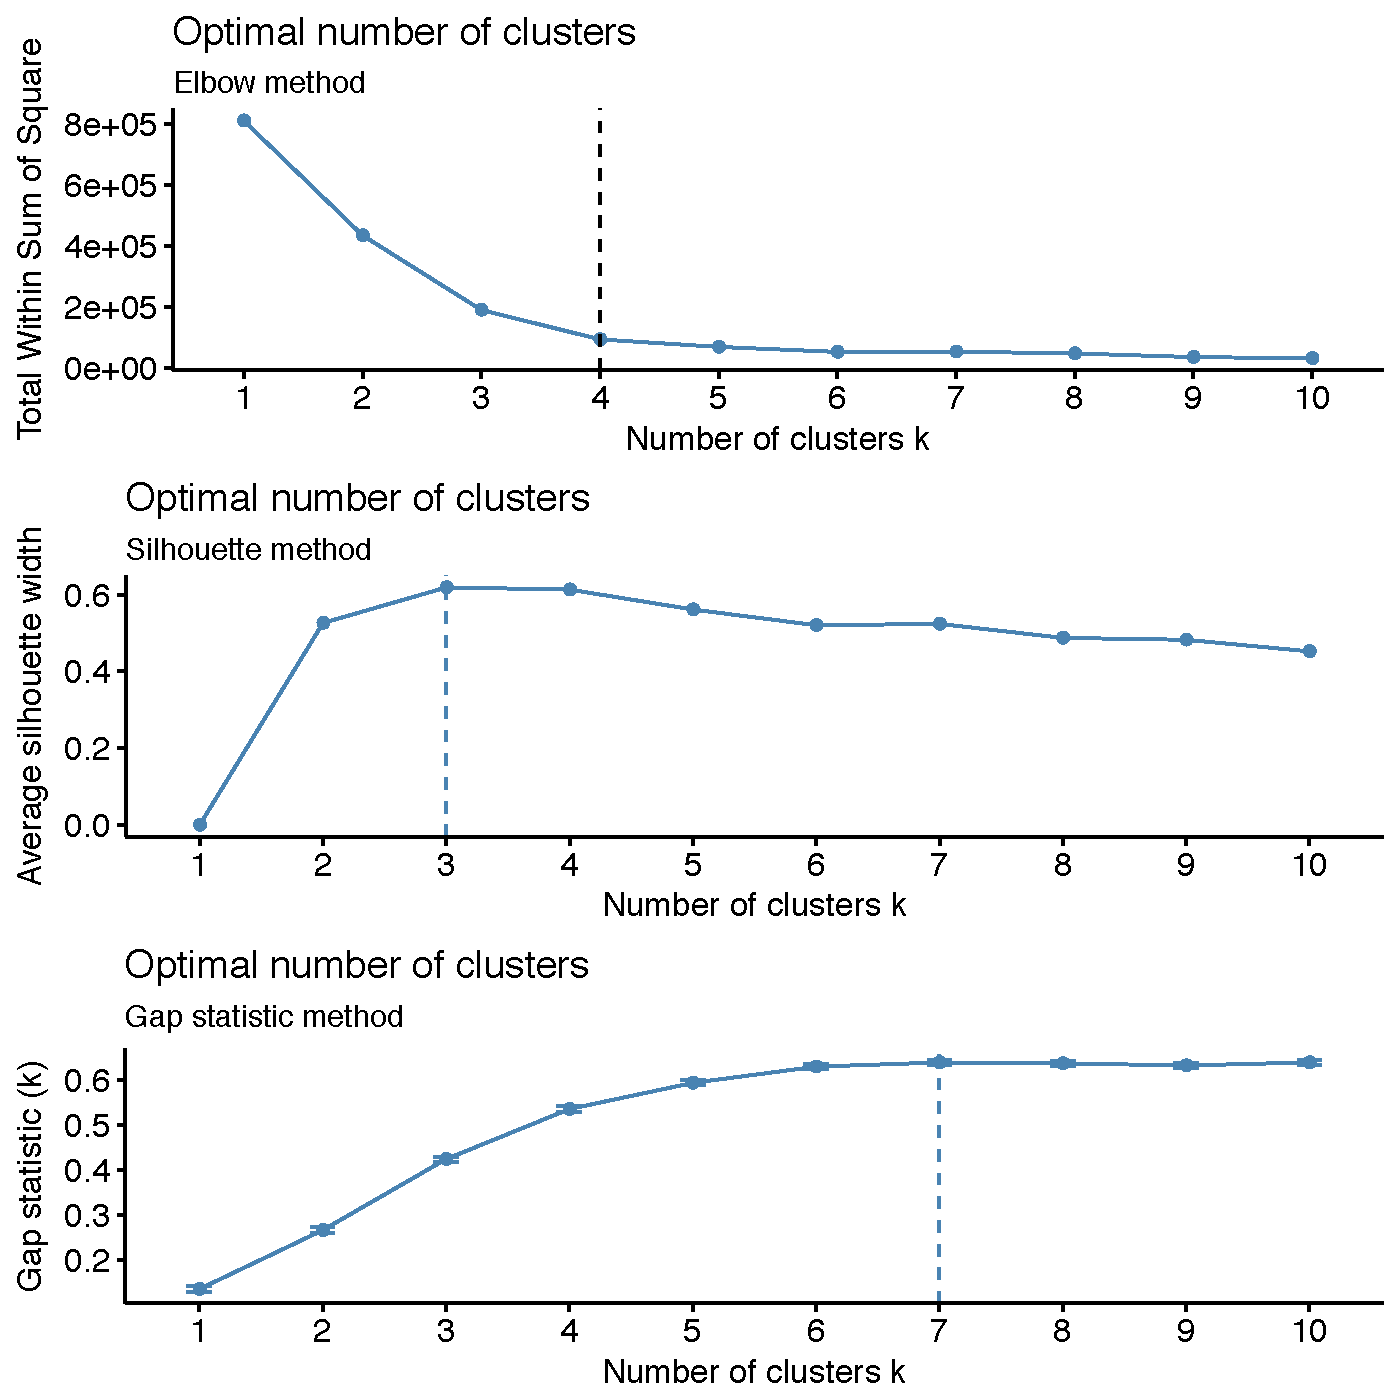 Optimal number of clusters
Elbow method
Total Within Sum of Square
8e+05
6e+05
4e+05
2e+05
0e+00
1 2 3 4 5 6 7 8 9 10
Number of clusters k
Optimal number of clusters
Silhouette method
Average silhouette width
0.6
0.4
0.2
0.0
1 2 3 4 5 6 7 8 9 10
Number of clusters k
Optimal number of clusters
Gap statistic method
Gap statistic (k)
0.6
0.5
0.4
0.3
0.2
1 2 3 4 5 6 7 8 9 10
Number of clusters k